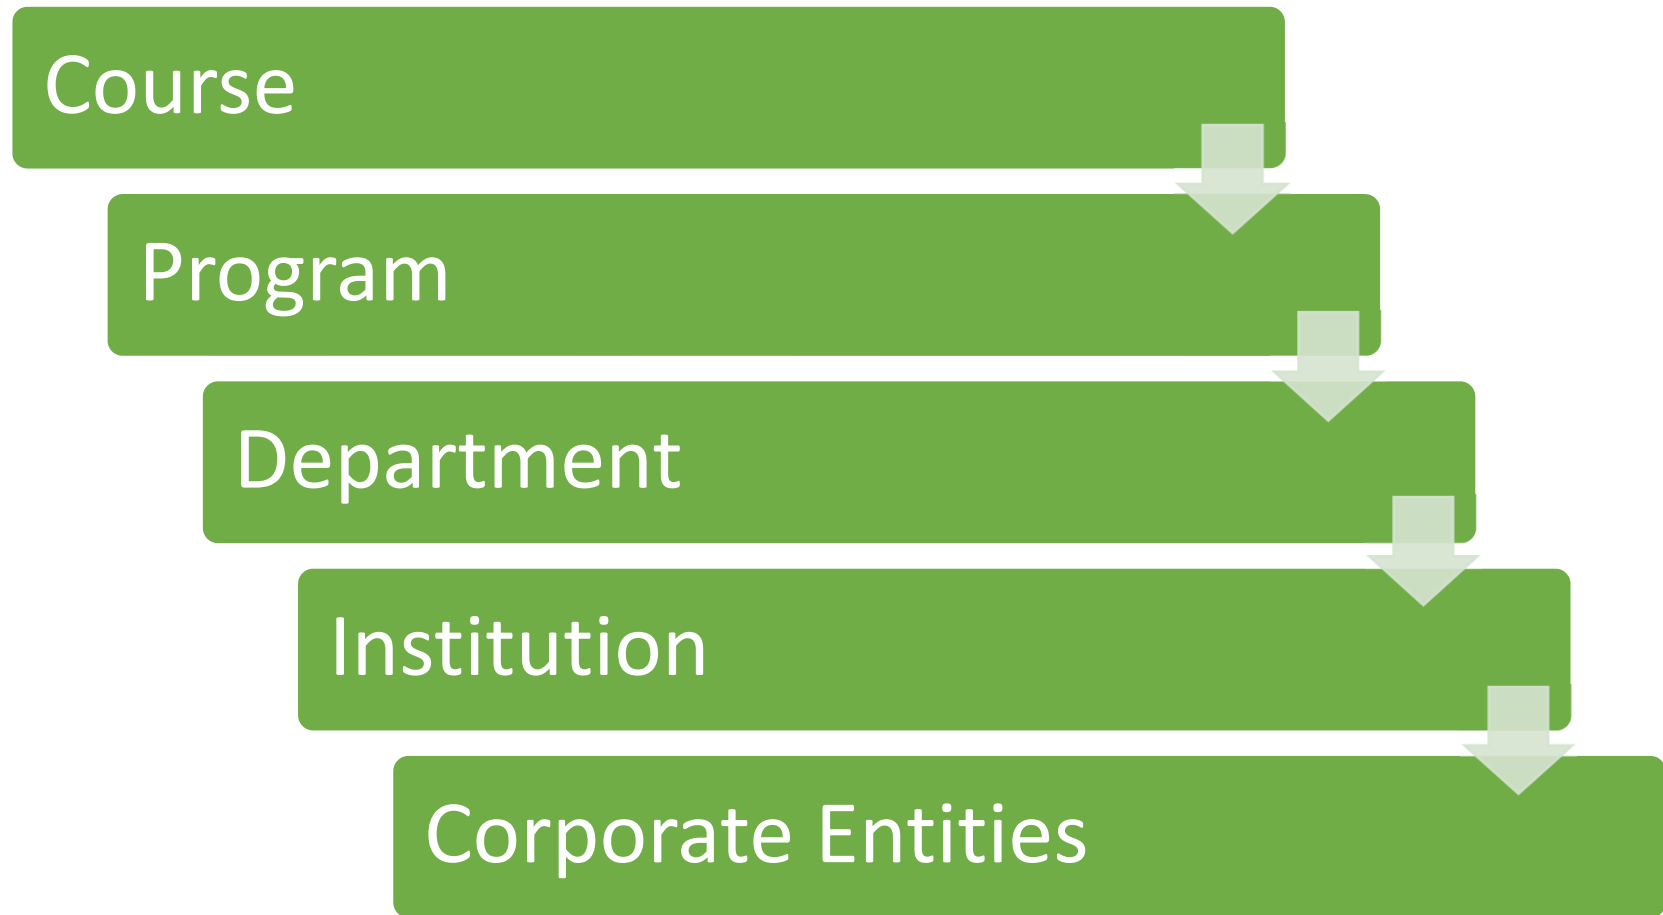 Course
Program
Department
Institution
Corporate Entities